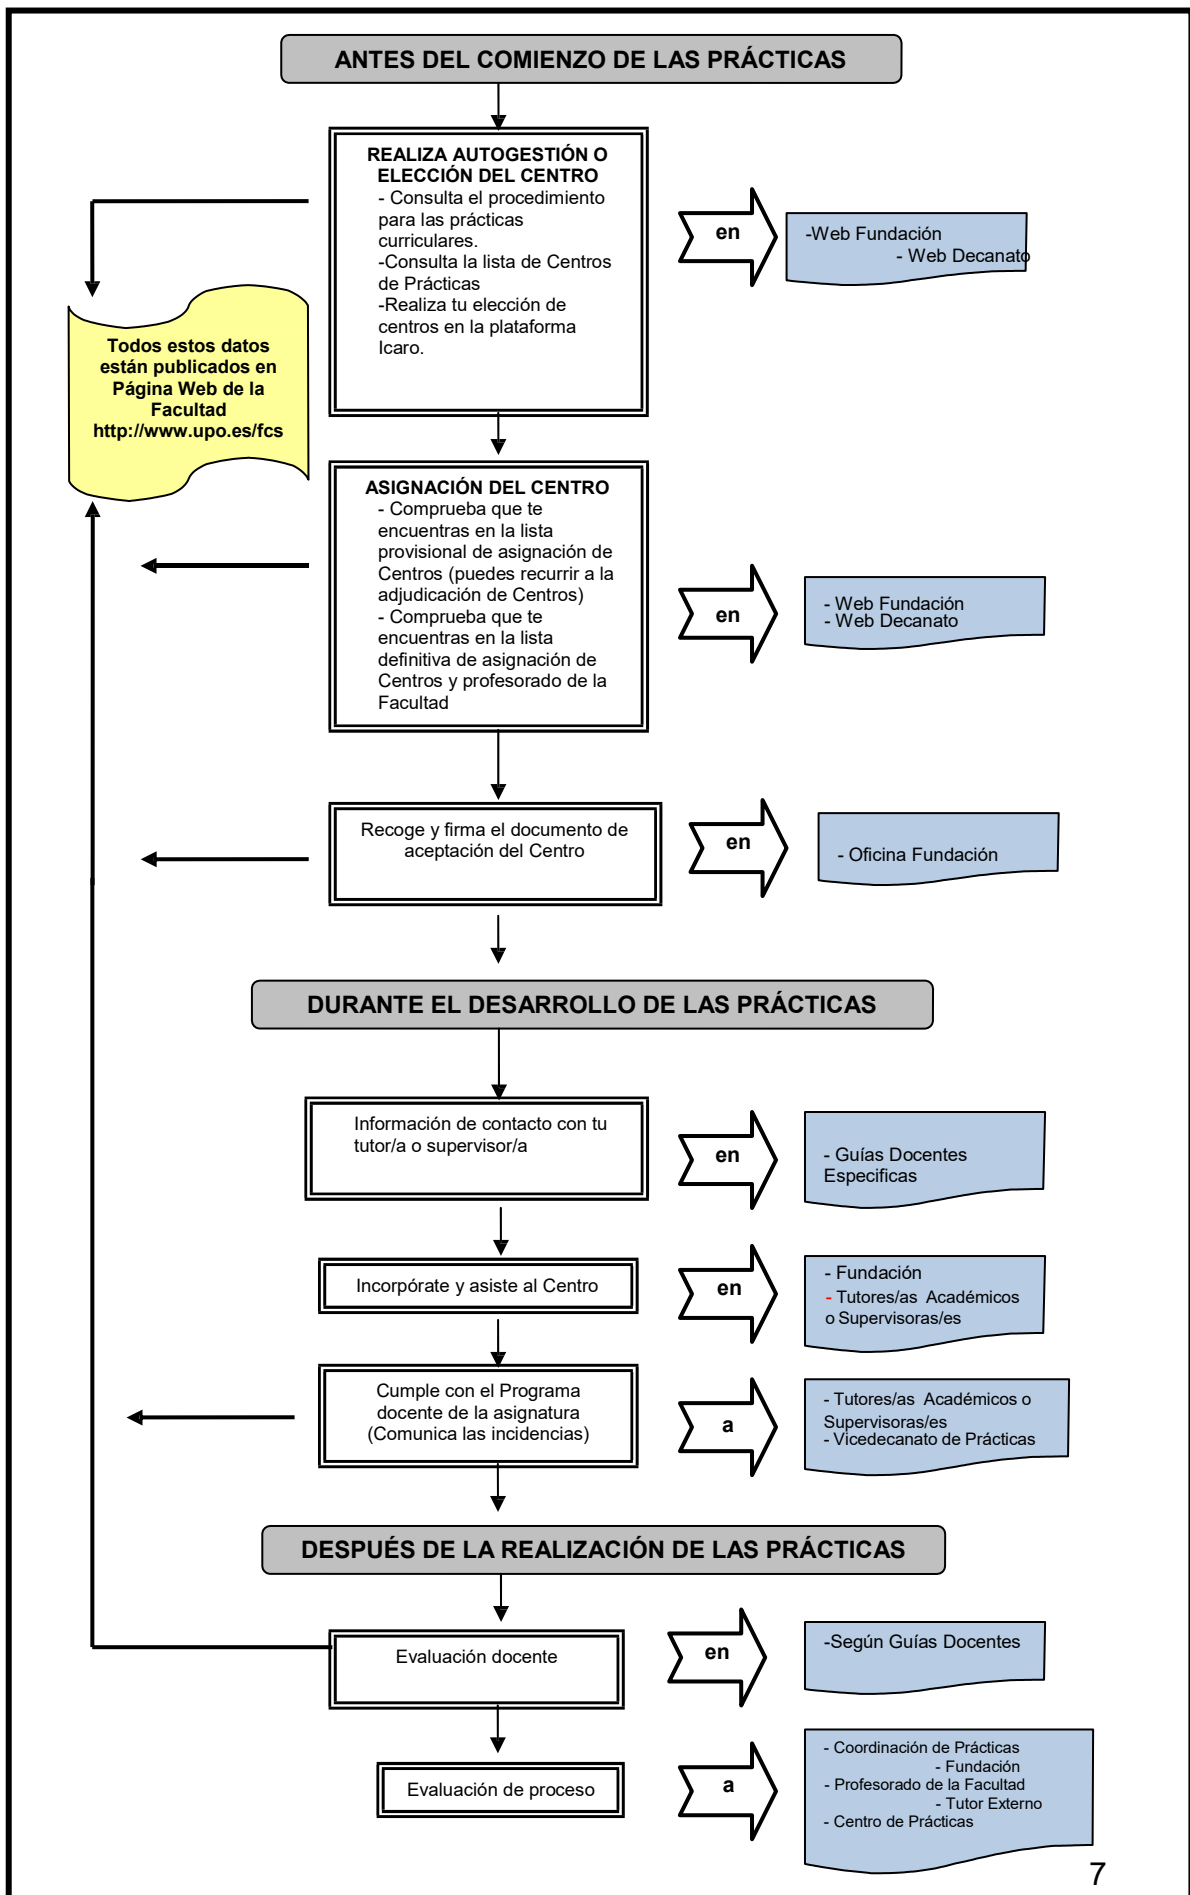 ANTES DEL COMIENZO DE LAS PRÁCTICAS
REALIZA AUTOGESTIÓN O
ELECCIÓN DEL CENTRO
- Consulta el procedimiento
para las prácticas
curriculares.
-Consulta la lista de Centros
de Prácticas
-Realiza tu elección de
centros en la plataforma
Icaro.
en
-Web Fundación
- Web Decanato
Todos estos datos
están publicados en
Página Web de la
Facultad
http://www.upo.es/fcs
ASIGNACIÓN DEL CENTRO
- Comprueba que te
encuentras en la lista
provisional de asignación de
Centros (puedes recurrir a la
adjudicación de Centros)
- Comprueba que te
encuentras en la lista
definitiva de asignación de
Centros y profesorado de la
Facultad
en
- Web Fundación
- Web Decanato
Recoge y firma el documento de
aceptación del Centro
en
- Oficina Fundación
DURANTE EL DESARROLLO DE LAS PRÁCTICAS
Información de contacto con tu
tutor/a o supervisor/a
en
- Guías Docentes
Especificas
Incorpórate y asiste al Centro
en
- Fundación
- Tutores/as Académicos
o Supervisoras/es
Cumple con el Programa
docente de la asignatura
(Comunica las incidencias)
a
- Tutores/as Académicos o
Supervisoras/es
- Vicedecanato de Prácticas
DESPUÉS DE LA REALIZACIÓN DE LAS PRÁCTICAS
Evaluación docente
en
-Según Guías Docentes
Evaluación de proceso
a
- Coordinación de Prácticas
- Fundación
- Profesorado de la Facultad
- Tutor Externo
- Centro de Prácticas
7